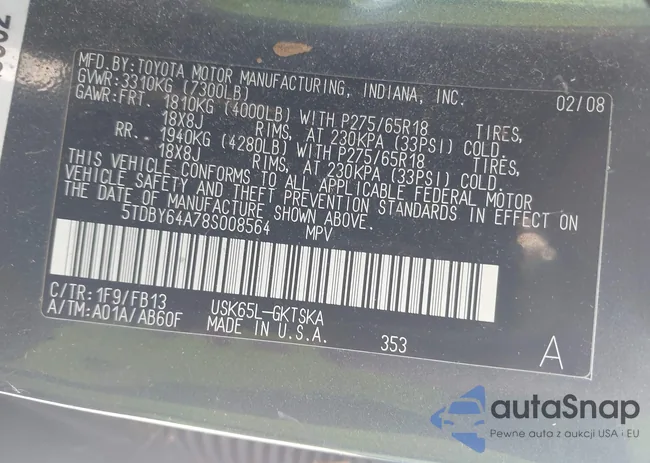 MFD.BY:TOYOTA MOTOR MANUFACTURING, INDIANA, INC. 02/08
GVWR:3310KG (7300LB)
GAWR:FRT. 1810KG (4000LB) WITH P275/65R18 TIRES,
18X8J RIMS, AT 230KPA (33PSI) COLD.
RR. 1940KG (4280LB) WITH P275/65R18 TIRES,
18X8J RIMS, AT 230KPA (33PSI) COLD.
THIS VEHICLE CONFORMS TO ALL APPLICABLE FEDERAL MOTOR
VEHICLE SAFETY AND THEFT PREVENTION STANDARDS IN EFFECT ON
THE DATE OF MANUFACTURE SHOWN ABOVE.
5TDBY64A78S008564 MPV
C/TR:1F9/FB13 USK65L-GKTSKA
A/TM:A01A/AB60F MADE IN U.S.A. 353 A
autaSnap
Pewne auta z aukcji USA i EU